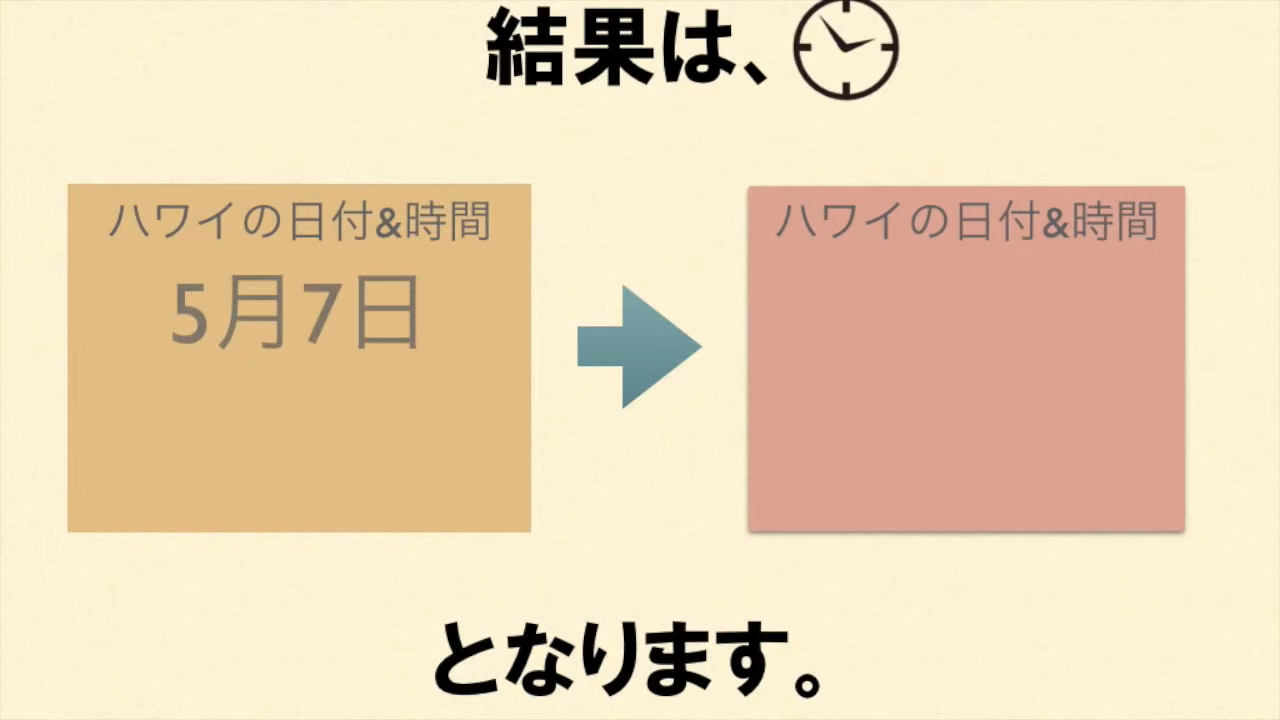 結果は、
ハワイの日付&時間
5月7日
ハワイの日付&時間
となります。